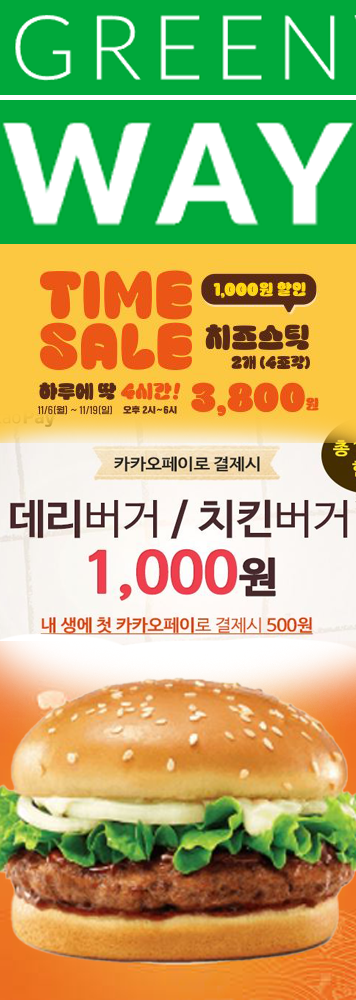 GREEN
WAY
TIME
SALE
1,000원 할인
치즈스틱
2개 (4조각)
하루에 딱 4시간!
11/6(월) ~ 11/19(일) 오후 2시~6시
3,800원
Pay
카카오페이로 결제시
총
데리버거 / 치킨버거
1,000원
내 생에 첫 카카오페이로 결제시 500원